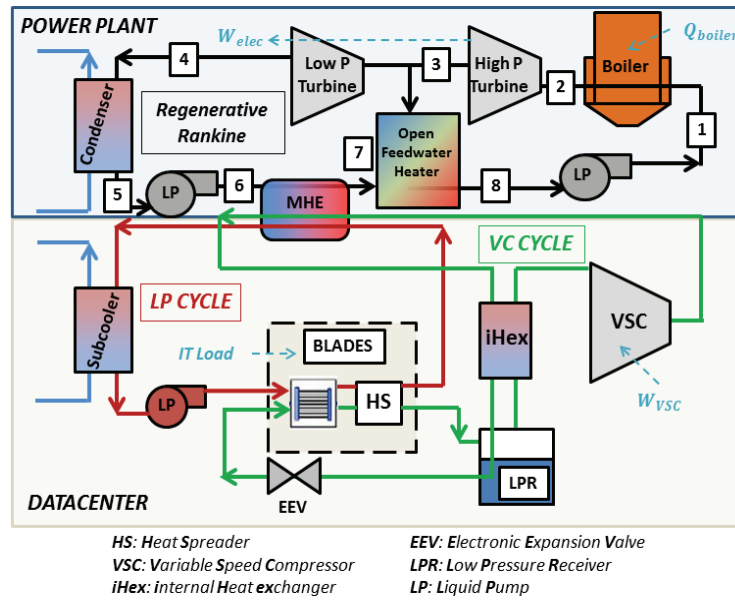 POWER PLANT
W_elec
Q_boiler
4
Low P
Turbine
3
High P
Turbine
2
Boiler
1
Condenser
Regenerative
Rankine
5
LP
6
MHE
7
Open
Feedwater
Heater
8
LP
VC CYCLE
LP CYCLE
Subcooler
IT Load
BLADES
HS
LP
iHex
VSC
W_VSC
LPR
EEV
DATACENTER
HS: Heat Spreader
VSC: Variable Speed Compressor
iHex: internal Heat exchanger
EEV: Electronic Expansion Valve
LPR: Low Pressure Receiver
LP: Liquid Pump